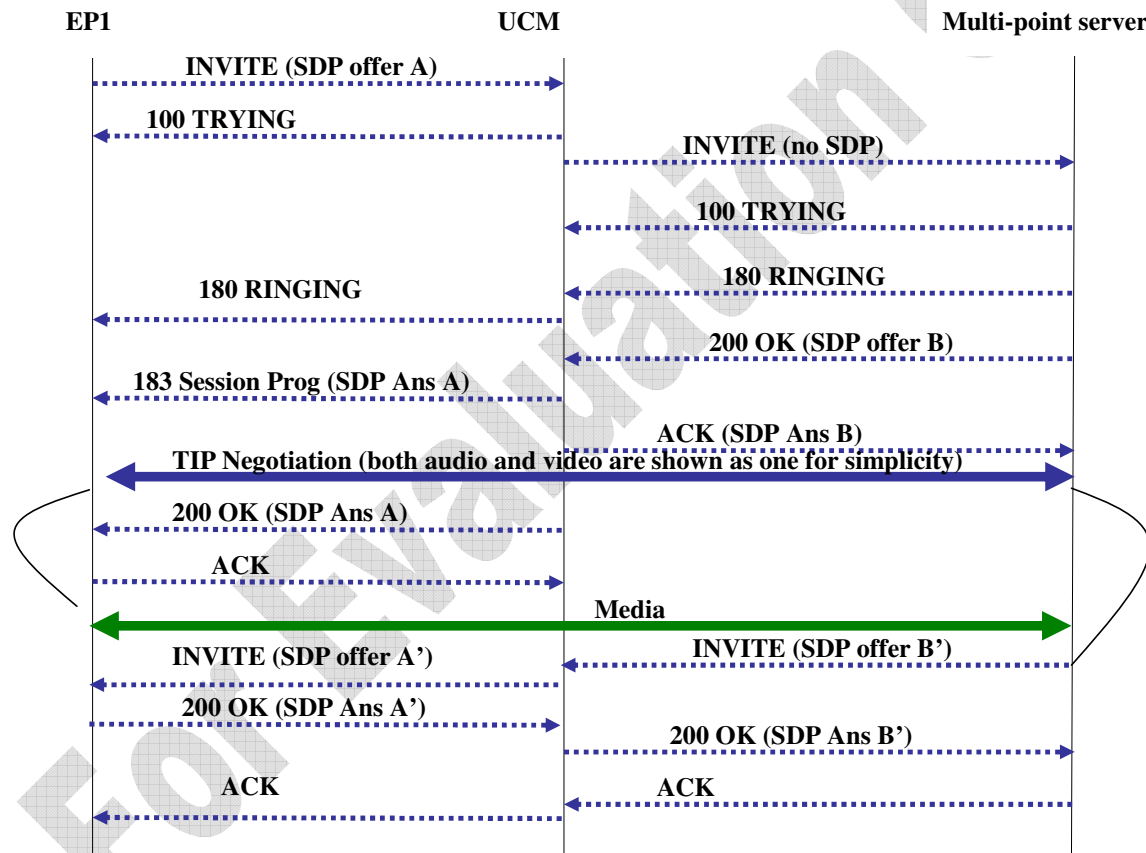 EP1 UCM Multi-point server
INVITE (SDP offer A)
100 TRYING
INVITE (no SDP)
100 TRYING
180 RINGING
180 RINGING
200 OK (SDP offer B)
183 Session Prog (SDP Ans A)
ACK (SDP Ans B)
TIP Negotiation (both audio and video are shown as one for simplicity)
200 OK (SDP Ans A)
ACK
Media
INVITE (SDP offer B’)
INVITE (SDP offer A’)
200 OK (SDP Ans A’)
200 OK (SDP Ans B’)
ACK
ACK
For Evaluation